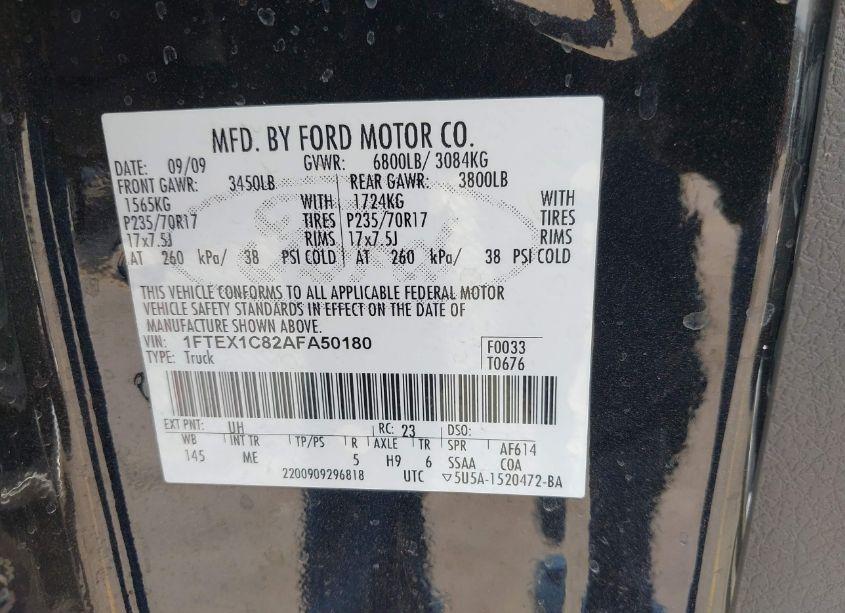 MFD. BY FORD MOTOR CO.
DATE: 09/09 GVWR: 6800LB/ 3084KG
FRONT GAWR: 3450LB REAR GAWR: 3800LB
1565KG WITH 1724KG WITH
P235/70R17 TIRES P235/70R17 TIRES
17x7.5J RIMS 17x7.5J RIMS
AT 260 kPa/ 38 PSI COLD AT 260 kPa/ 38 PSI COLD
THIS VEHICLE CONFORMS TO ALL APPLICABLE FEDERAL MOTOR
VEHICLE SAFETY STANDARDS IN EFFECT ON THE DATE OF
MANUFACTURE SHOWN ABOVE.
VIN: 1FTEX1C82AFA50180 F0033
TYPE: Truck T0676
EXT PNT: UH RC: 23 DSO:
WB INT TR TP/PS R AXLE TR SPR AF614
145 ME 5 H9 6 SSAA COA
2200909296818 UTC ▽5U5A-1520472-BA